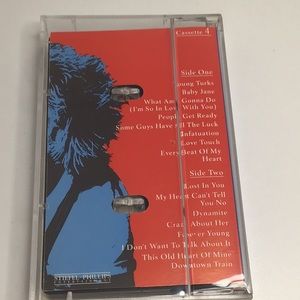 Cassette 4
Side One
Young Turks
Baby Jane
What Am I Gonna Do
(I'm So In Love With You)
People Get Ready
Some Guys Have All The Luck
Infatuation
Love Touch
Every Beat Of My
Heart
Side Two
Lost In You
My Heart Can't Tell
You No
Dynamite
Crazy About Her
Forever Young
I Don't Want To Talk About It
This Old Heart Of Mine
Downtown Train
STIEFEL PHILLIPS